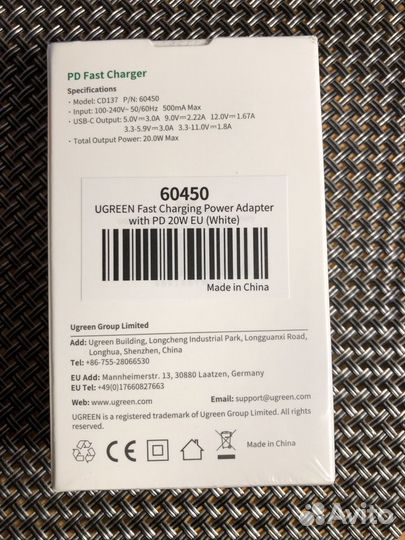 PD Fast Charger
Specifications
· Model: CD137 P/N: 60450
· Input: 100-240V~ 50/60Hz 500mA Max
· USB-C Output: 5.0V⎓3.0A 9.0V⎓2.22A 12.0V⎓1.67A
3.3-5.9V⎓3.0A 3.3-11.0V⎓1.8A
· Total Output Power: 20.0W Max
60450
UGREEN Fast Charging Power Adapter
with PD 20W EU (White)
Made in China
Ugreen Group Limited
Add: Ugreen Building, Longcheng Industrial Park, Longguanxi Road,
Longhua, Shenzhen, China
Tel: +86-755-28066530
EU Add: Mannheimerstr. 13, 30880 Laatzen, Germany
EU Tel: +49(0)17660827663
Web: www.ugreen.com Email: support@ugreen.com
UGREEN is a registered trademark of Ugreen Group Limited. All rights
reserved.
CE Made in China
Avito